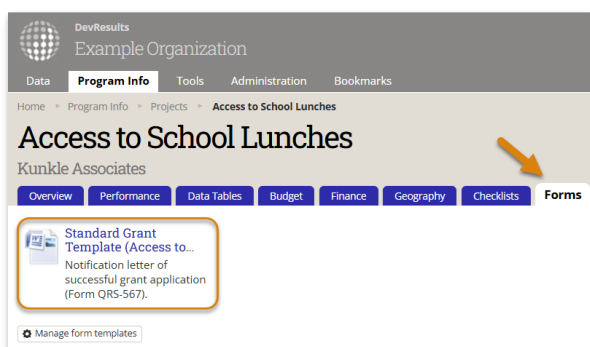 DevResults
Example Organization
Data Program Info Tools Administration Bookmarks
Home Program Info Projects Access to School Lunches
Access to School Lunches
Kunkle Associates
Overview Performance Data Tables Budget Finance Geography Checklists Forms
Standard Grant
Template (Access to...
Notification letter of
successful grant application
(Form QRS-567).
Manage form templates